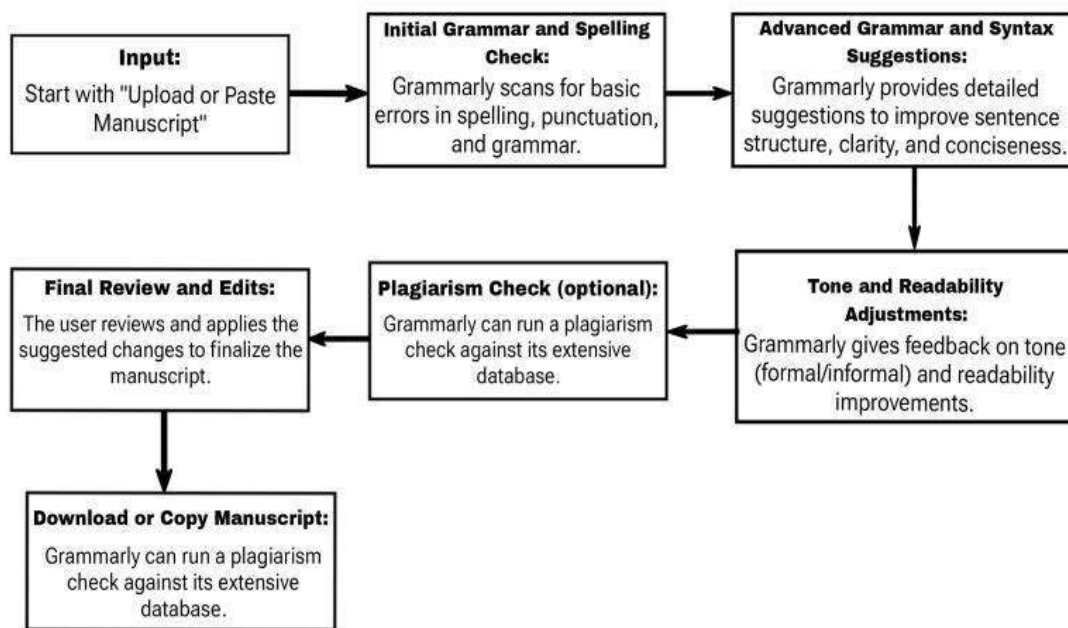 Input:
Start with "Upload or Paste
Manuscript"
Initial Grammar and Spelling
Check:
Grammarly scans for basic
errors in spelling, punctuation,
and grammar.
Advanced Grammar and Syntax
Suggestions:
Grammarly provides detailed
suggestions to improve sentence
structure, clarity, and conciseness.
Tone and Readability
Adjustments:
Grammarly gives feedback on tone
(formal/informal) and readability
improvements.
Plagiarism Check (optional):
Grammarly can run a plagiarism
check against its extensive
database.
Final Review and Edits:
The user reviews and applies the
suggested changes to finalize the
manuscript.
Download or Copy Manuscript:
Grammarly can run a plagiarism
check against its extensive
database.